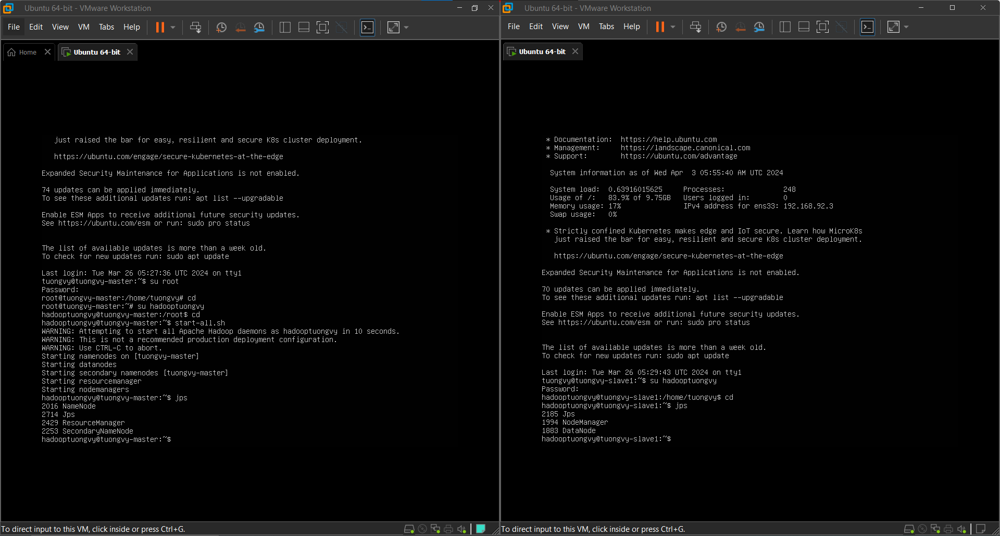 Ubuntu 64-bit - VMware Workstation
File Edit View VM Tabs Help
Home
Ubuntu 64-bit
just raised the bar for easy, resilient and secure K8s cluster deployment.
https://ubuntu.com/engage/secure-kubernetes-at-the-edge
Expanded Security Maintenance for Applications is not enabled.
74 updates can be applied immediately.
To see these additional updates run: apt list --upgradable
Enable ESM Apps to receive additional future security updates.
See https://ubuntu.com/esm or run: sudo pro status
The list of available updates is more than a week old.
To check for new updates run: sudo apt update
Last login: Tue Mar 26 05:27:36 UTC 2024 on tty1
tuongvy@tuongvy-master:~$ su root
Password:
root@tuongvy-master:/home/tuongvy# cd
root@tuongvy-master:~# su hadooptuongvy
hadooptuongvy@tuongvy-master:/root$ cd
hadooptuongvy@tuongvy-master:~$ start-all.sh
WARNING: Attempting to start all Apache Hadoop daemons as hadooptuongvy in 10 seconds.
WARNING: This is not a recommended production deployment configuration.
WARNING: Use CTRL-C to abort.
Starting namenodes on [tuongvy-master]
Starting datanodes
Starting secondary namenodes [tuongvy-master]
Starting resourcemanager
Starting nodemanagers
hadooptuongvy@tuongvy-master:~$ jps
2016 NameNode
2714 Jps
2429 ResourceManager
2253 SecondaryNameNode
hadooptuongvy@tuongvy-master:~$
To direct input to this VM, click inside or press Ctrl+G.
Ubuntu 64-bit - VMware Workstation
File Edit View VM Tabs Help
Ubuntu 64-bit
* Documentation: https://help.ubuntu.com
* Management: https://landscape.canonical.com
* Support: https://ubuntu.com/advantage
System information as of Wed Apr 3 05:55:40 AM UTC 2024
System load: 0.63916015625 Processes: 248
Usage of /: 83.9% of 9.75GB Users logged in: 0
Memory usage: 17% IPv4 address for ens33: 192.168.92.3
Swap usage: 0%
* Strictly confined Kubernetes makes edge and IoT secure. Learn how MicroK8s
just raised the bar for easy, resilient and secure K8s cluster deployment.
https://ubuntu.com/engage/secure-kubernetes-at-the-edge
Expanded Security Maintenance for Applications is not enabled.
70 updates can be applied immediately.
To see these additional updates run: apt list --upgradable
Enable ESM Apps to receive additional future security updates.
See https://ubuntu.com/esm or run: sudo pro status
The list of available updates is more than a week old.
To check for new updates run: sudo apt update
Last login: Tue Mar 26 05:29:43 UTC 2024 on tty1
tuongvy@tuongvy-slave1:~$ su hadooptuongvy
Password:
hadooptuongvy@tuongvy-slave1:/home/tuongvy$ cd
hadooptuongvy@tuongvy-slave1:~$ jps
2185 Jps
1994 NodeManager
1883 DataNode
hadooptuongvy@tuongvy-slave1:~$
To direct input to this VM, click inside or press Ctrl+G.